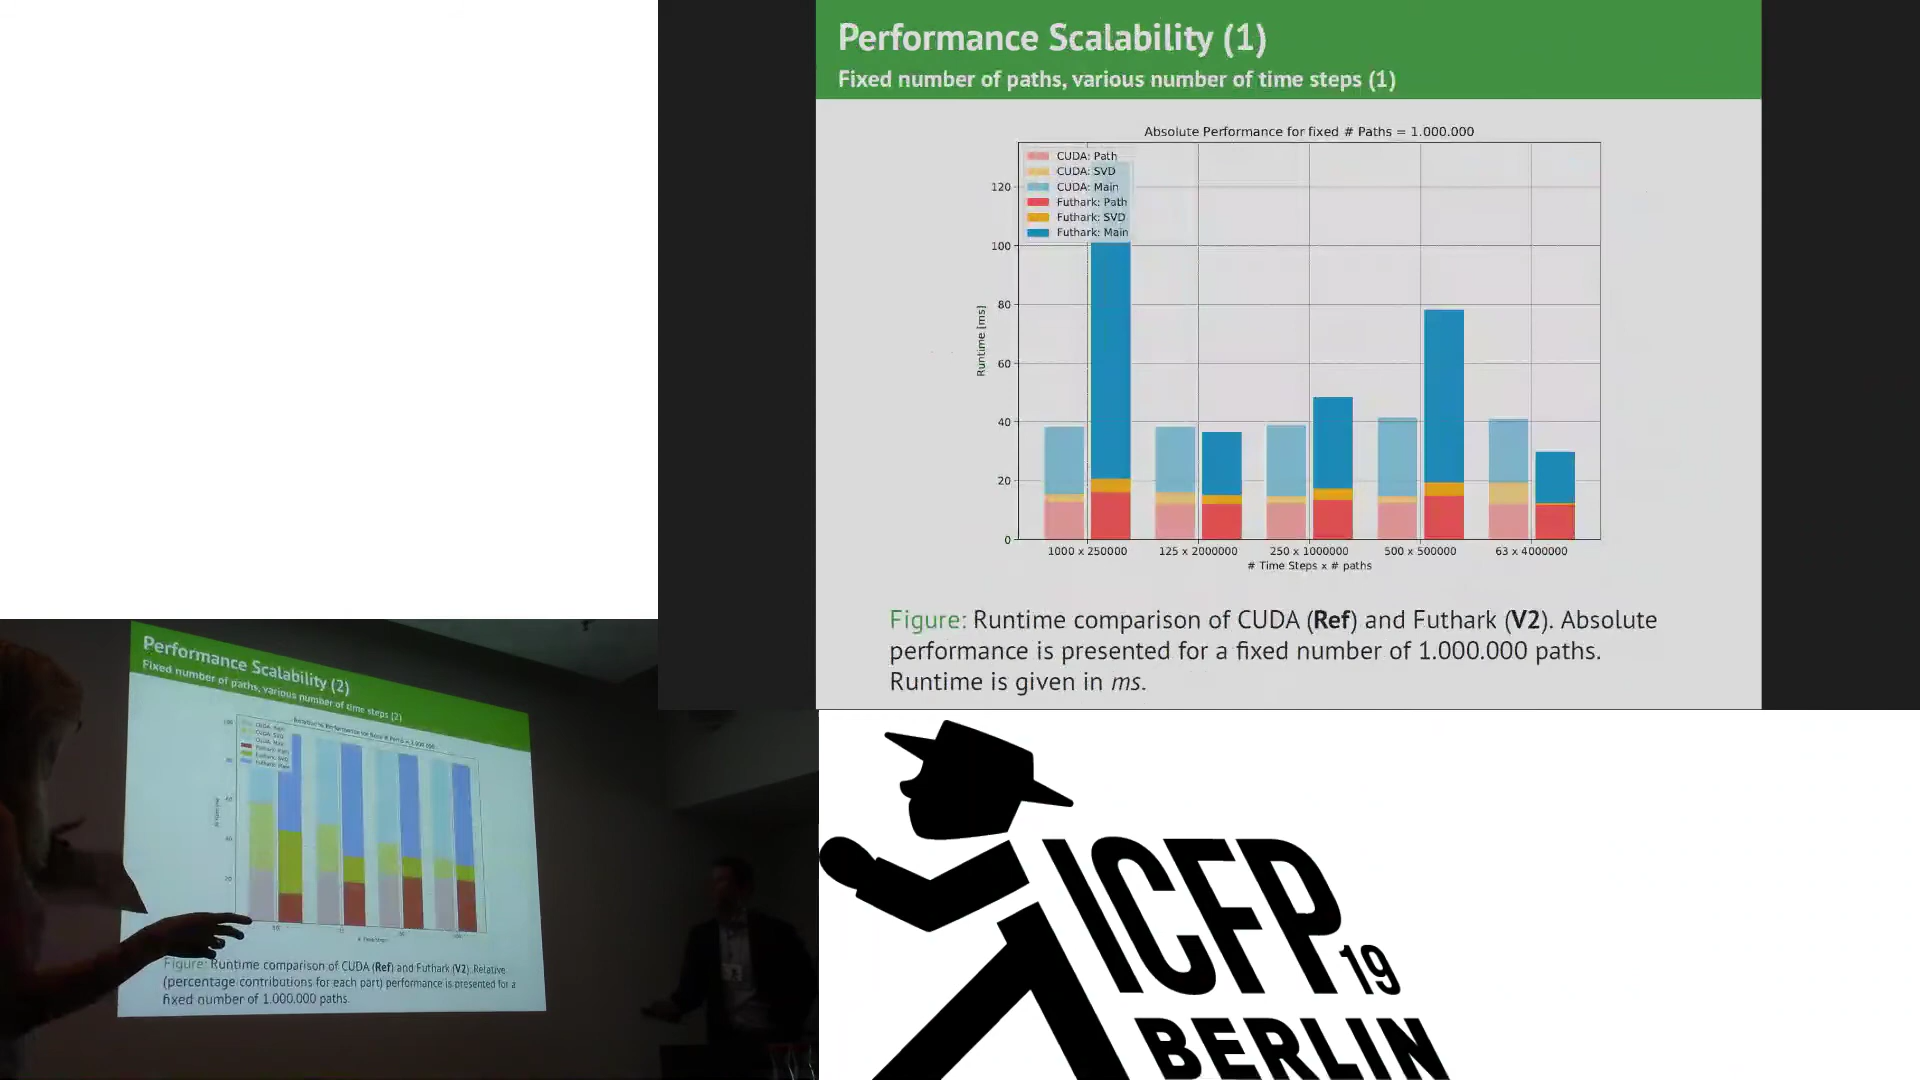 Performance Scalability (1)
Fixed number of paths, various number of time steps (1)
Absolute Performance for fixed # Paths = 1.000.000
CUDA: Path
CUDA: SVD
CUDA: Main
Futhark: Path
Futhark: SVD
Futhark: Main
120
100
80
60
40
20
0
Runtime [ms]
1000 x 250000
125 x 2000000
250 x 1000000
500 x 500000
63 x 4000000
# Time Steps x # paths
Figure: Runtime comparison of CUDA (Ref) and Futhark (V2). Absolute
performance is presented for a fixed number of 1.000.000 paths.
Runtime is given in ms.
Performance Scalability (2)
Fixed number of paths, various number of time steps (2)
Figure: Runtime comparison of CUDA (Ref) and Futhark (V2). Relative
(percentage contributions for each part) performance is presented for a
fixed number of 1.000.000 paths.
ICFP19
BERLIN